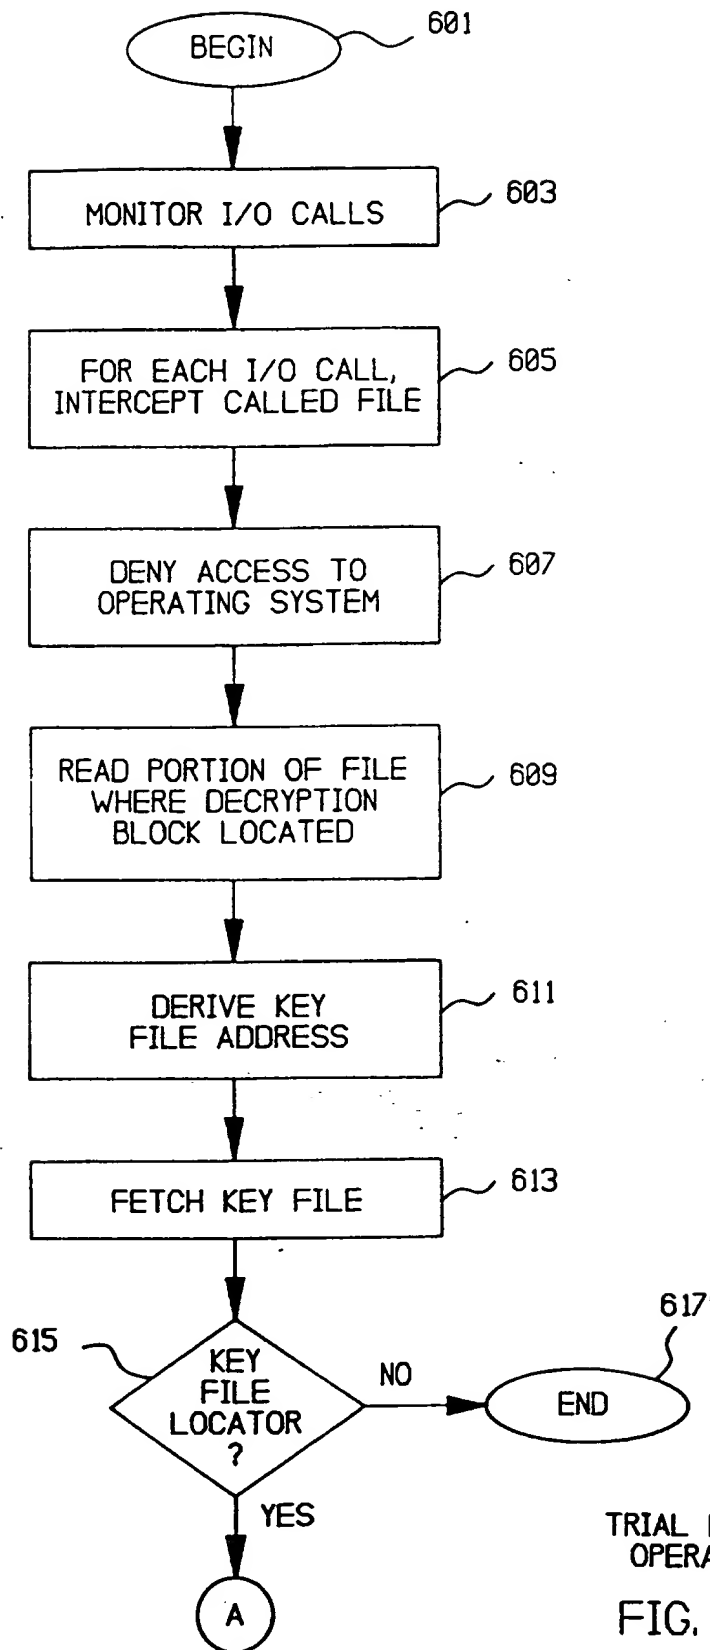 BEGIN
601
MONITOR I/O CALLS
603
FOR EACH I/O CALL,
INTERCEPT CALLED FILE
605
DENY ACCESS TO
OPERATING SYSTEM
607
READ PORTION OF FILE
WHERE DECRYPTION
BLOCK LOCATED
609
DERIVE KEY
FILE ADDRESS
611
FETCH KEY FILE
613
615
KEY
FILE
LOCATOR
?
NO
617
END
YES
A
TRIAL
FIG.